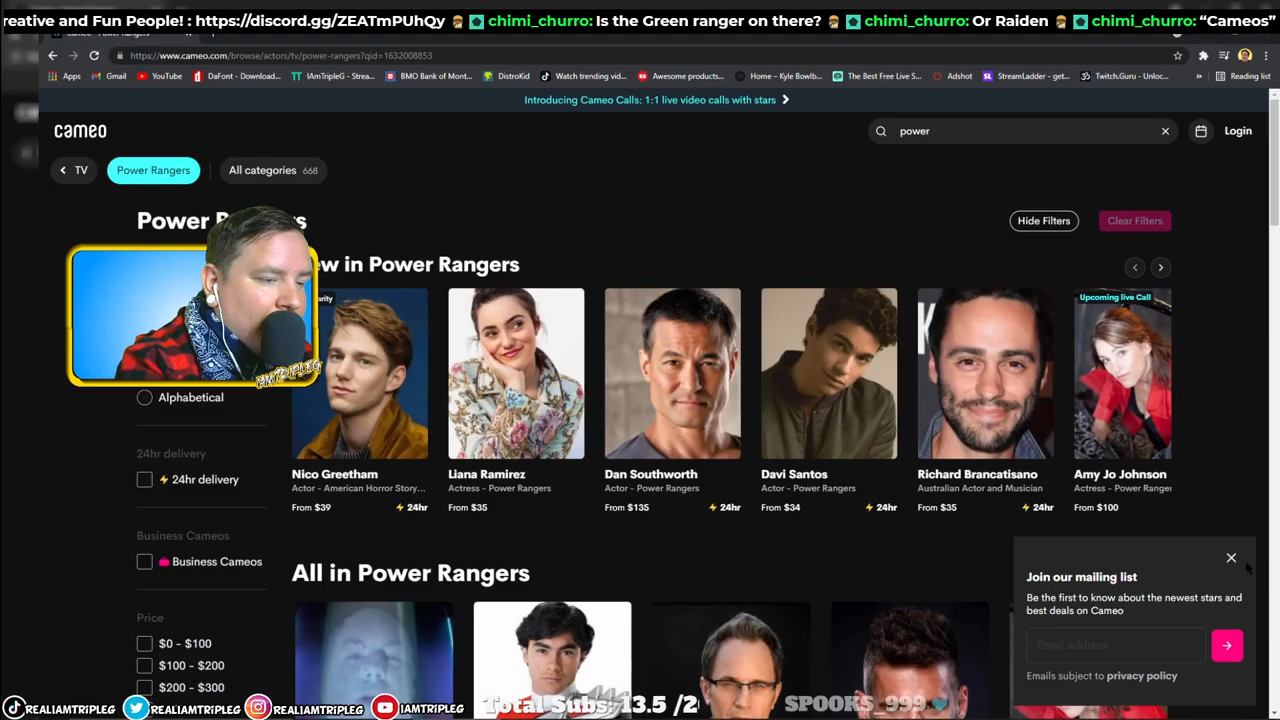 reative and Fun People! : https://discord.gg/ZEATmPUhQy chimi_churro: Is the Green ranger on there? chimi_churro: Or Raiden chimi_churro: “Cameos”
https://www.cameo.com/browse/actors/tv/power-rangers?qid=1632008853
Apps Gmail YouTube DaFont - Download... IAmTripleG - Strea... BMO Bank of Mont... DistroKid Watch trending vid... Awesome products... Home – Kyle Bowlb... The Best Free Live S... Adshot StreamLadder - get... Twitch.Guru - Unloc... » Reading list
Introducing Cameo Calls: 1:1 live video calls with stars
cameo
power
Login
TV
Power Rangers
All categories 668
Power R s
Hide Filters
Clear Filters
ew in Power Rangers
arity
Upcoming live Call
IAMTRIPLEG
Nico Greetham
Actor - American Horror Story...
From $39
24hr
Liana Ramirez
Actress - Power Rangers
From $35
Dan Southworth
Actor - Power Rangers
From $135
24hr
Davi Santos
Actor - Power Rangers
From $34
24hr
Richard Brancatisano
Australian Actor and Musician
From $35
24hr
Amy Jo Johnson
Actress - Power Ranger
From $100
Alphabetical
24hr delivery
24hr delivery
Business Cameos
Business Cameos
Price
$0 - $100
$100 - $200
$200 - $300
All in Power Rangers
Join our mailing list
Be the first to know about the newest stars and
best deals on Cameo
Email address
Emails subject to privacy policy
REALIAMTRIPLEG REALIAMTRIPLEG REALIAMTRIPLEG IAMTRIPLEG
Total Subs: 13.5 /2
SPOOKS_999